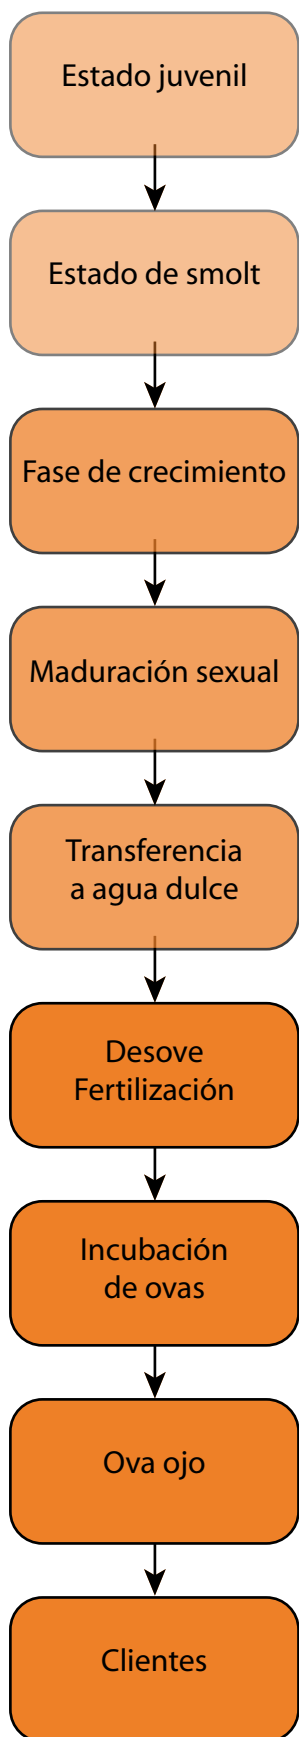 Estado juvenil
Estado de smolt
Fase de crecimiento
Maduración sexual
Transferencia
a agua dulce
Desove
Fertilización
Incubación
de ovas
Ova ojo
Clientes